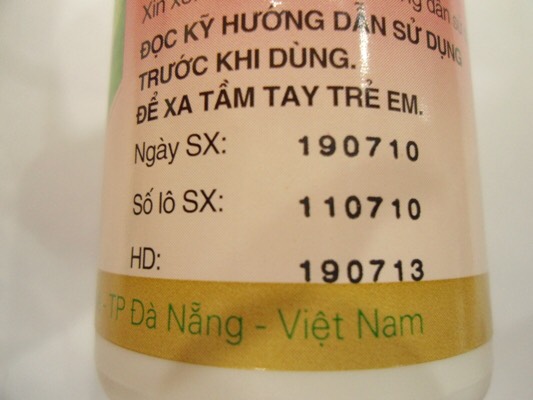 ĐỌC KỸ HƯỚNG DẪN SỬ DỤNG
TRƯỚC KHI DÙNG.
ĐỂ XA TẦM TAY TRẺ EM.
Ngày SX: 190710
Số lô SX: 110710
HD: 190713
-TP Đà Nẵng - Việt Nam